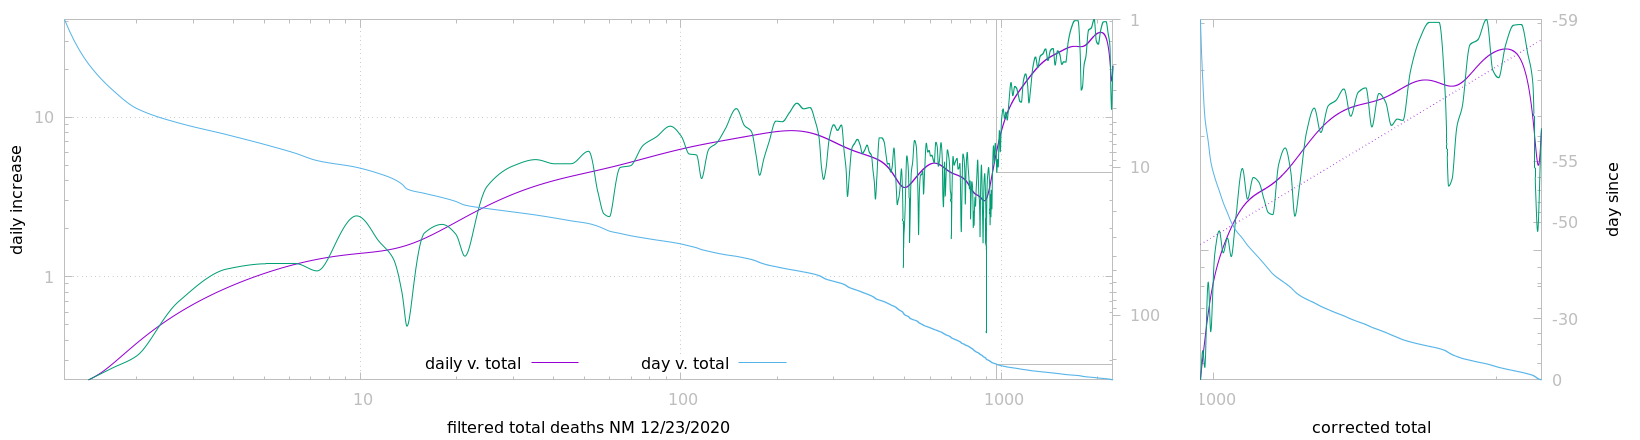 daily increase
10
1
daily v. total
day v. total
10
100
1000
filtered total deaths NM 12/23/2020
1
10
100
1000
corrected total
-59
-55
-50
-30
0
day since